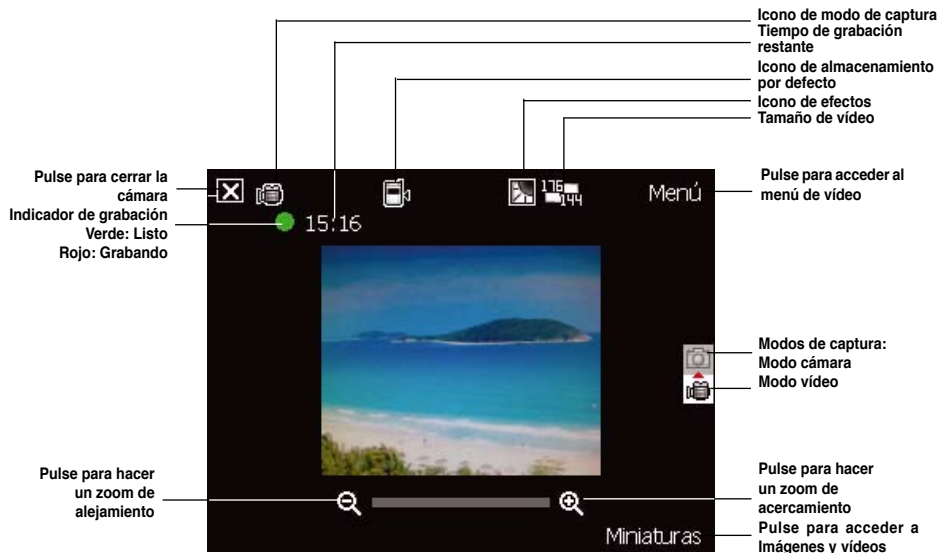 Icono de modo de captura
Tiempo de grabación
restante
Icono de almacenamiento
por defecto
Icono de efectos
Tamaño de vídeo
Pulse para cerrar la
cámara
Indicador de grabación
Verde: Listo
Rojo: Grabando
Pulse para acceder al
menú de vídeo
176
144
Menú
15:16
Modos de captura:
Modo cámara
Modo vídeo
Pulse para hacer
un zoom de
alejamiento
Pulse para hacer
un zoom de
acercamiento
Miniaturas
Pulse para acceder a
Imágenes y vídeos